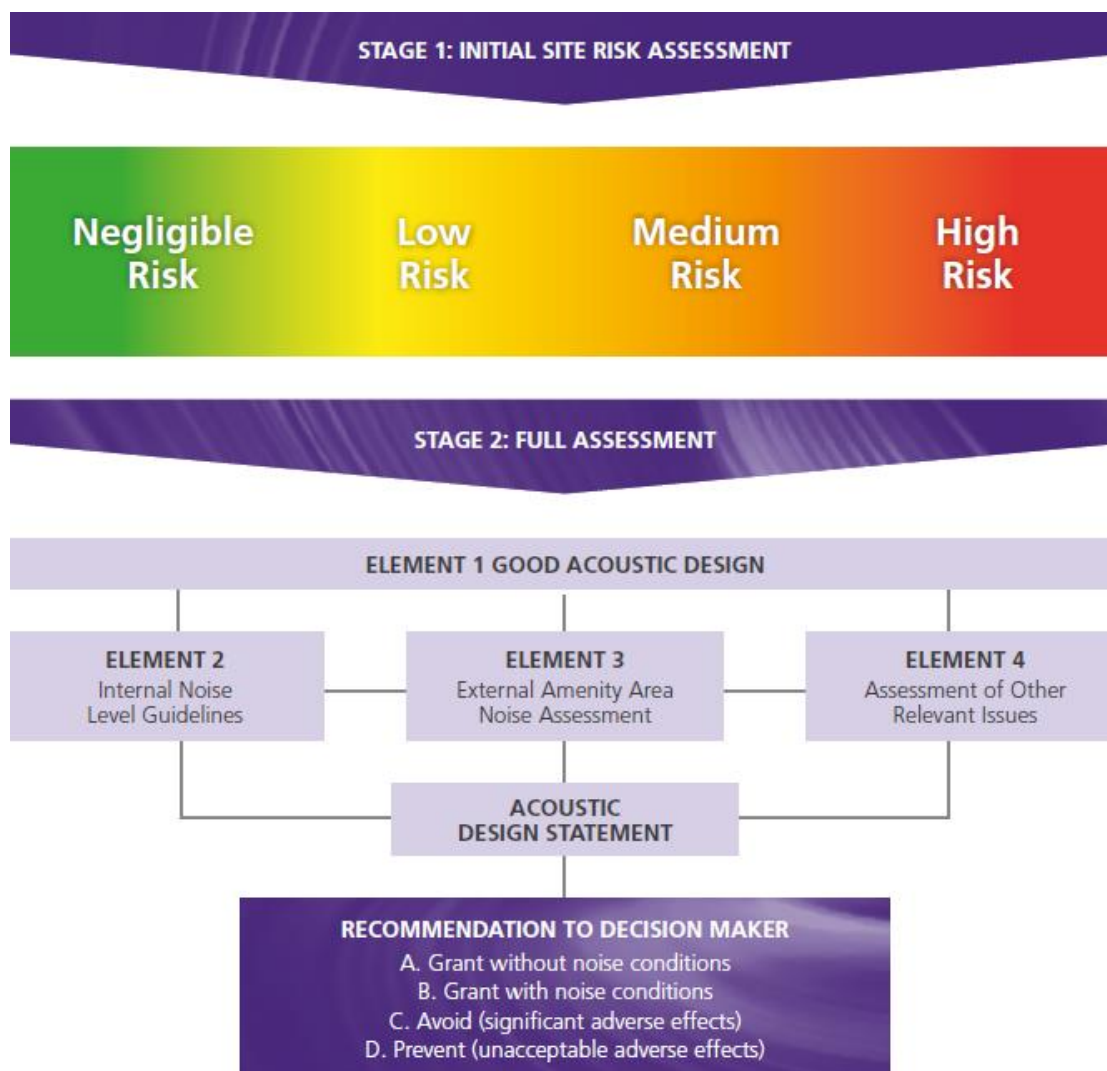 STAGE 1: INITIAL SITE RISK ASSESSMENT
Negligible
Risk
Low
Risk
Medium
Risk
High
Risk
STAGE 2: FULL ASSESSMENT
ELEMENT 1 GOOD ACOUSTIC DESIGN
ELEMENT 2
Internal Noise
Level Guidelines
ELEMENT 3
External Amenity Area
Noise Assessment
ELEMENT 4
Assessment of Other
Relevant Issues
ACOUSTIC
DESIGN STATEMENT
RECOMMENDATION TO DECISION MAKER
A. Grant without noise conditions
B. Grant with noise conditions
C. Avoid (significant adverse effects)
D. Prevent (unacceptable adverse effects)